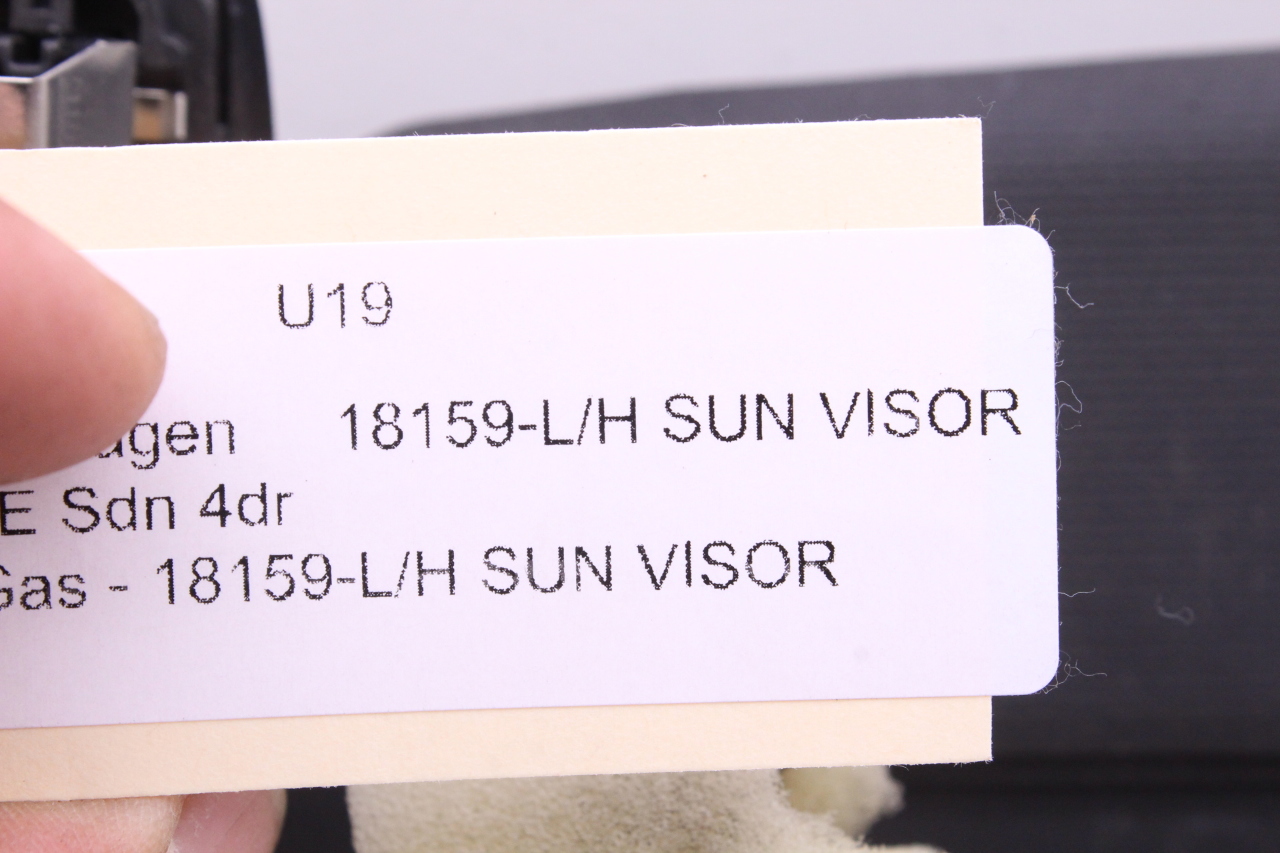 U19
agen 18159-L/H SUN VISOR
E Sdn 4dr
Gas - 18159-L/H SUN VISOR